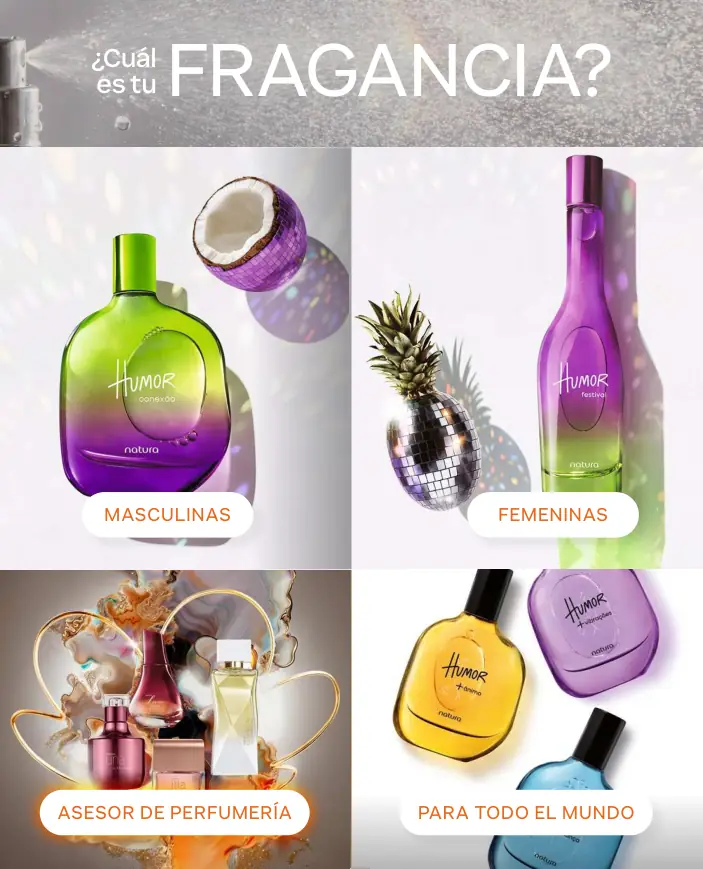 ¿Cuál
es tu
FRAGANCIA?
HUMOR
conexão
natura
MASCULINAS
HUMOR
festival
natura
FEMENINAS
ASESOR DE PERFUMERÍA
HUMOR
+ânimo
natura
HUMOR
+vibrações
natura
natura
PARA TODO EL MUNDO